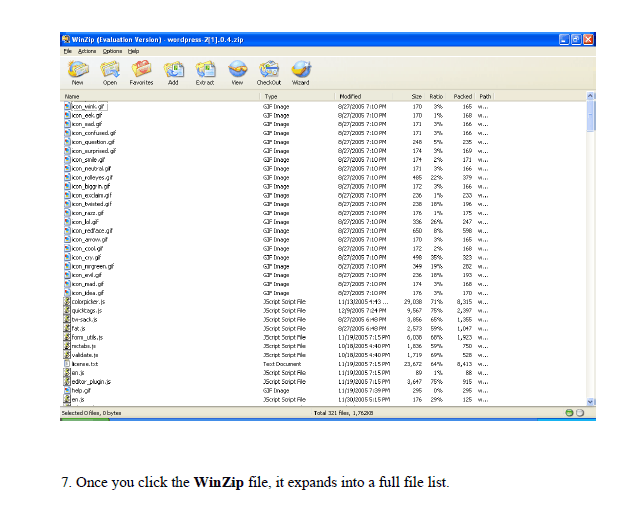 WinZip (Evaluation Version) - wordpress-2[1].0.4.zip
File Actions Options Help
New Open Favorites Add Extract View CheckOut Wizard
Name Type Modified Size Ratio Packed Path
icon_wink.gif GIF Image 8/27/2005 7:10 PM 170 3% 165 w...
icon_eek.gif GIF Image 8/27/2005 7:10 PM 170 1% 168 w...
icon_sad.gif GIF Image 8/27/2005 7:10 PM 171 3% 166 w...
icon_confused.gif GIF Image 8/27/2005 7:10 PM 171 3% 166 w...
icon_question.gif GIF Image 8/27/2005 7:10 PM 248 5% 235 w...
icon_surprised.gif GIF Image 8/27/2005 7:10 PM 174 3% 169 w...
icon_smile.gif GIF Image 8/27/2005 7:10 PM 174 2% 171 w...
icon_neutral.gif GIF Image 8/27/2005 7:10 PM 171 3% 166 w...
icon_rolleyes.gif GIF Image 8/27/2005 7:10 PM 485 22% 379 w...
icon_biggrin.gif GIF Image 8/27/2005 7:10 PM 172 3% 166 w...
icon_exclaim.gif GIF Image 8/27/2005 7:10 PM 236 1% 233 w...
icon_twisted.gif GIF Image 8/27/2005 7:10 PM 238 18% 196 w...
icon_razz.gif GIF Image 8/27/2005 7:10 PM 176 1% 175 w...
icon_lol.gif GIF Image 8/27/2005 7:10 PM 336 26% 247 w...
icon_redface.gif GIF Image 8/27/2005 7:10 PM 650 8% 598 w...
icon_arrow.gif GIF Image 8/27/2005 7:10 PM 170 3% 165 w...
icon_cool.gif GIF Image 8/27/2005 7:10 PM 172 2% 168 w...
icon_cry.gif GIF Image 8/27/2005 7:10 PM 498 35% 323 w...
icon_mrgreen.gif GIF Image 8/27/2005 7:10 PM 349 19% 282 w...
icon_evil.gif GIF Image 8/27/2005 7:10 PM 236 18% 193 w...
icon_mad.gif GIF Image 8/27/2005 7:10 PM 174 3% 168 w...
icon_idea.gif GIF Image 8/27/2005 7:10 PM 176 3% 170 w...
colorpicker.js JScript Script File 11/13/2005 4:43 ... 29,038 71% 8,315 w...
quicktags.js JScript Script File 12/9/2005 7:24 PM 9,567 75% 2,397 w...
tw-sack.js JScript Script File 8/27/2005 6:48 PM 3,856 65% 1,355 w...
fat.js JScript Script File 8/27/2005 6:48 PM 2,573 59% 1,047 w...
form_utils.js JScript Script File 11/19/2005 7:15 PM 6,038 68% 1,923 w...
mctabs.js JScript Script File 10/18/2005 4:40 PM 1,836 59% 750 w...
validate.js JScript Script File 10/18/2005 4:40 PM 1,719 69% 528 w...
license.txt Text Document 11/19/2005 7:15 PM 23,672 64% 8,413 w...
en.js JScript Script File 11/19/2005 7:15 PM 89 1% 88 w...
editor_plugin.js JScript Script File 11/19/2005 7:15 PM 3,647 75% 915 w...
help.gif GIF Image 11/19/2005 7:39 PM 295 0% 295 w...
en.js JScript Script File 11/30/2005 5:15 PM 176 29% 125 w...
Selected 0 files, 0 bytes Total 321 files, 1,762KB
7. Once you click the WinZip file, it expands into a full file list.